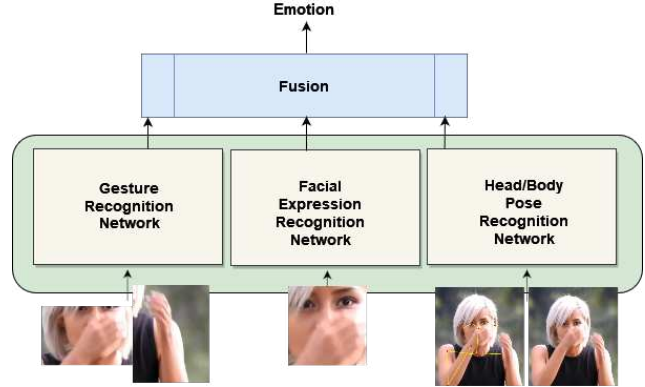 Emotion
Fusion
Gesture
Recognition
Network
Facial
Expression
Recognition
Network
Head/Body
Pose
Recognition
Network